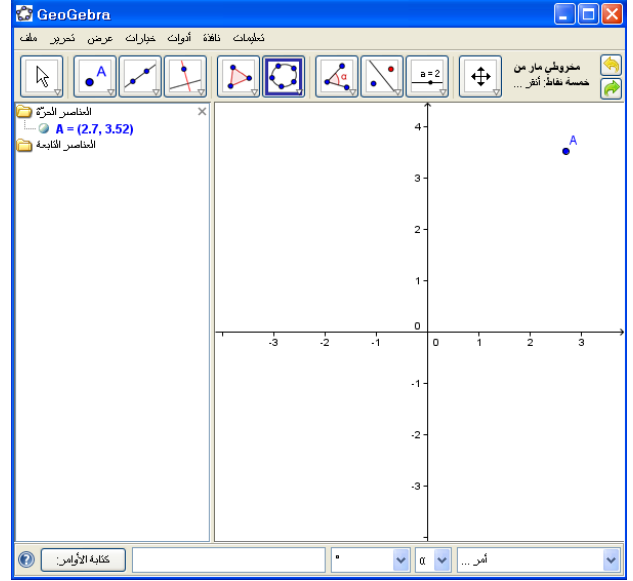 GeoGebra
ملف تحرير عرض خيارات أدوات نافذة تعليمات
A
α
a = 2
مخروطي مار من
خمسة نقاط: أنقر ...
العناصر الحرّة
A = (2.7, 3.52)
العناصر التابعة
A
4
3
2
1
0
-3 -2 -1 0 1 2 3
-1
-2
-3
كتابة الأوامر:
°
α
أمر ...